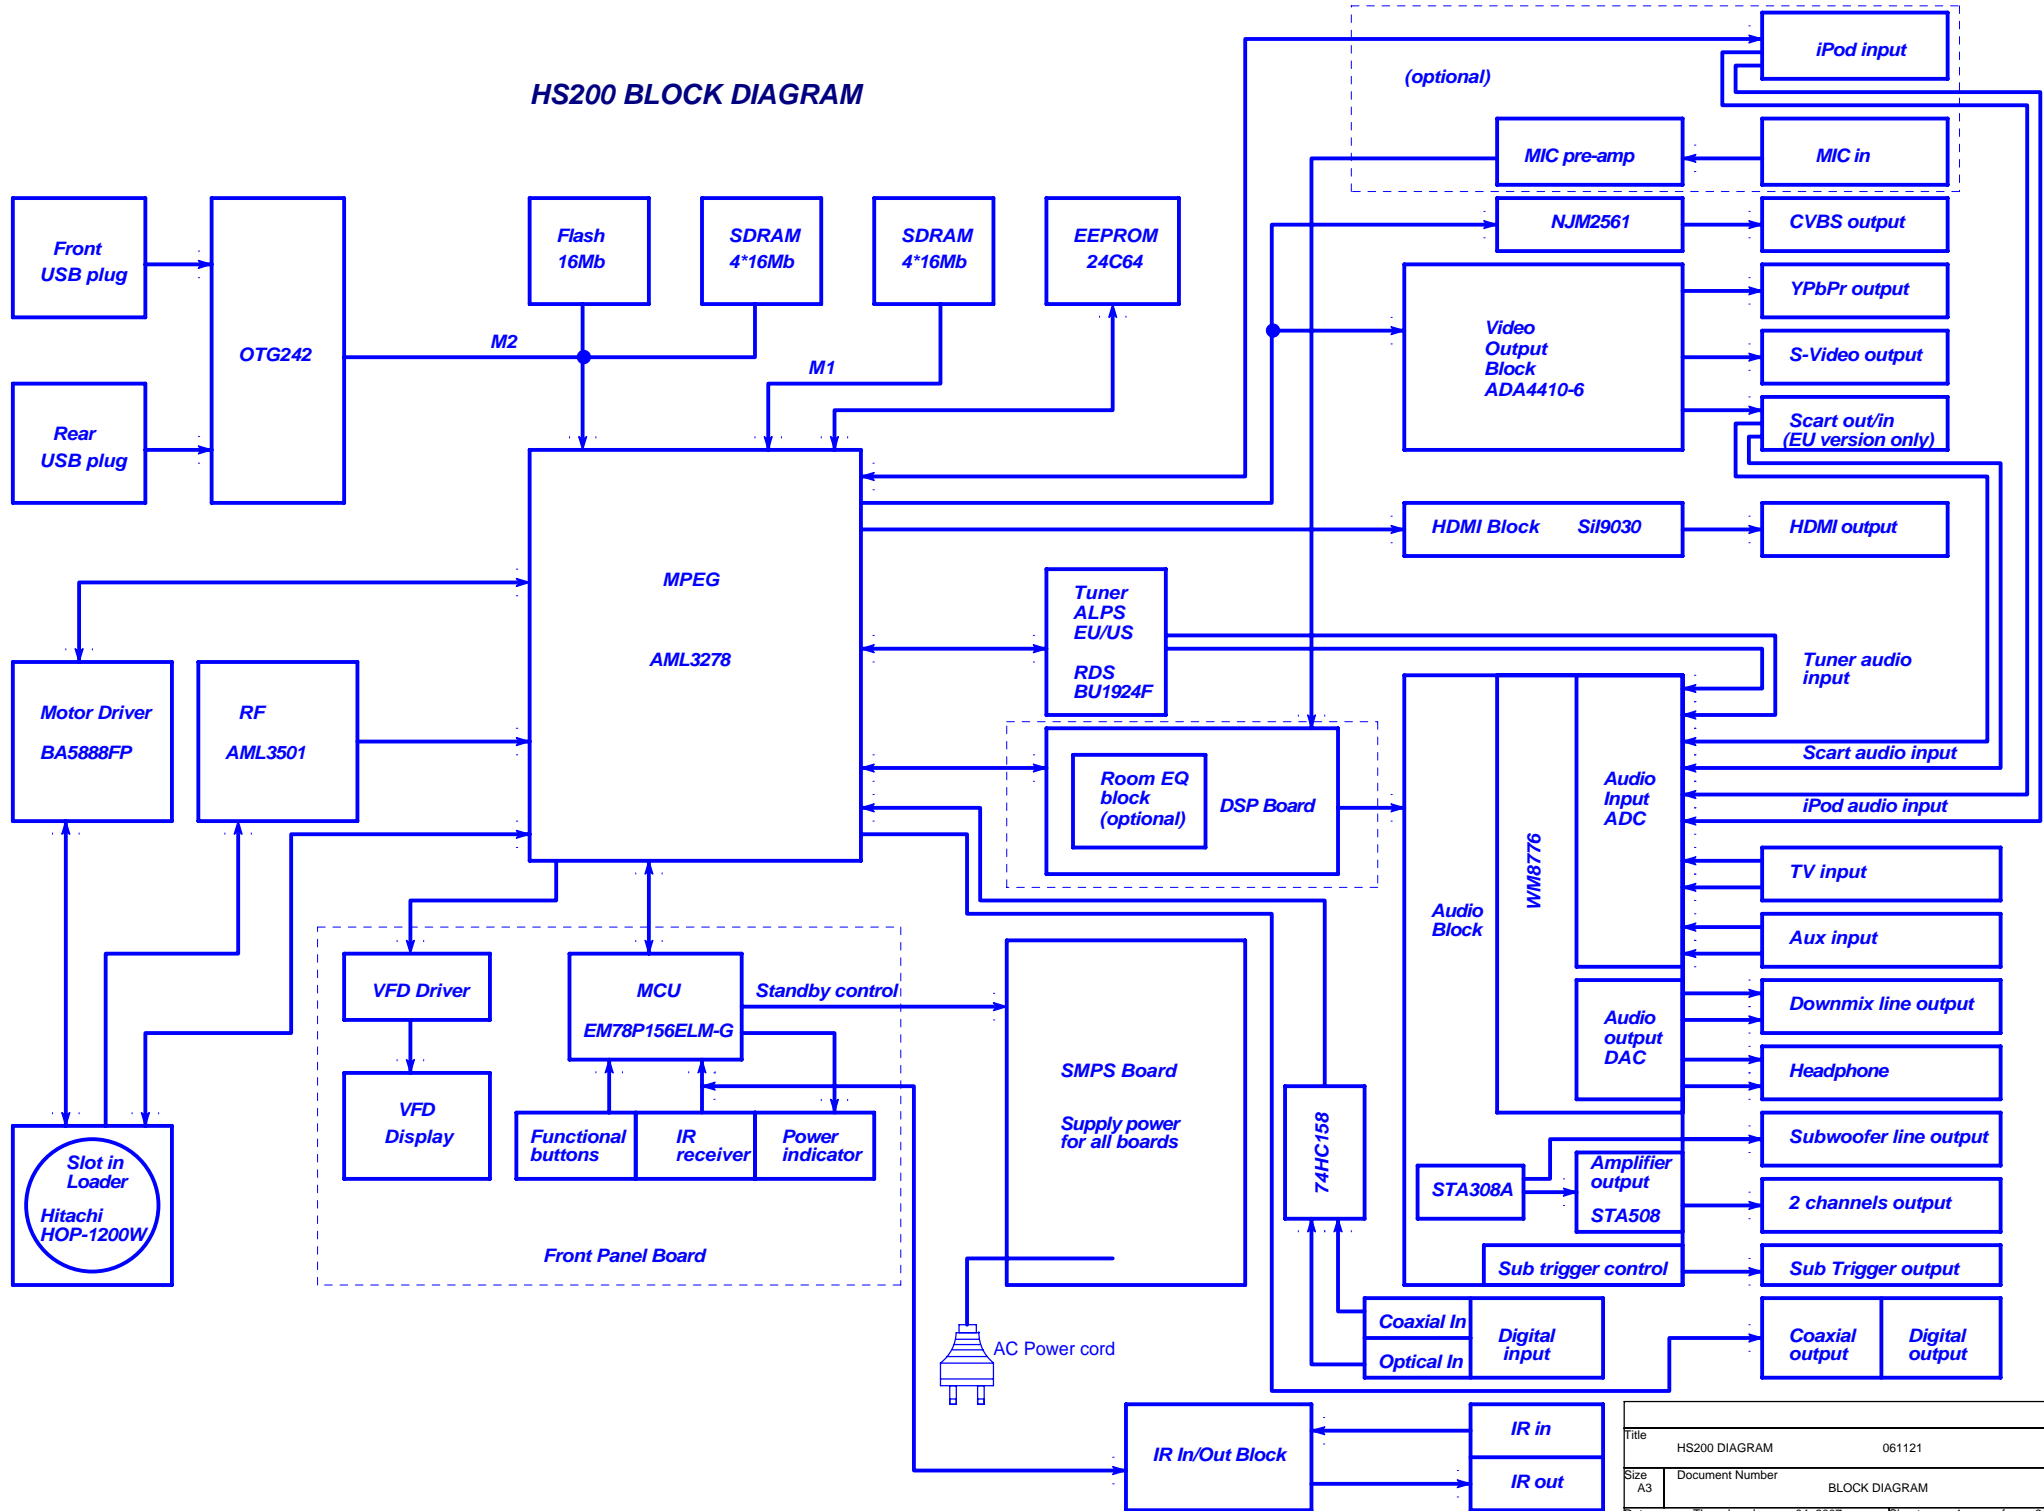 HS200 BLOCK DIAGRAM
(optional)
iPod input
MIC pre-amp
MIC in
Front
USB plug
Rear
USB plug
OTG242
Flash
16Mb
SDRAM
4*16Mb
SDRAM
4*16Mb
EEPROM
24C64
M2
M1
NJM2561
CVBS output
Video
Output
Block
ADA4410-6
YPbPr output
S-Video output
Scart out/in
(EU version only)
HDMI Block SiI9030
HDMI output
MPEG
AML3278
Tuner
ALPS
EU/US
RDS
BU1924F
Tuner audio
input
Motor Driver
BA5888FP
RF
AML3501
Room EQ
block
(optional)
DSP Board
Audio
Block
WM8776
Audio
Input
ADC
Scart audio input
iPod audio input
TV input
Aux input
Audio
output
DAC
Downmix line output
Headphone
Subwoofer line output
STA308A
Amplifier
output
STA508
2 channels output
Sub trigger control
Sub Trigger output
VFD Driver
VFD
Display
MCU
EM78P156ELM-G
Standby control
Functional
buttons
IR
receiver
Power
indicator
Front Panel Board
Slot in
Loader
Hitachi
HOP-1200W
SMPS Board
Supply power
for all boards
74HC158
AC Power cord
Coaxial In
Optical In
Digital
input
Coaxial
output
Digital
output
IR In/Out Block
IR in
IR out
Title
HS200 DIAGRAM 061121
Size
A3
Document Number
BLOCK DIAGRAM